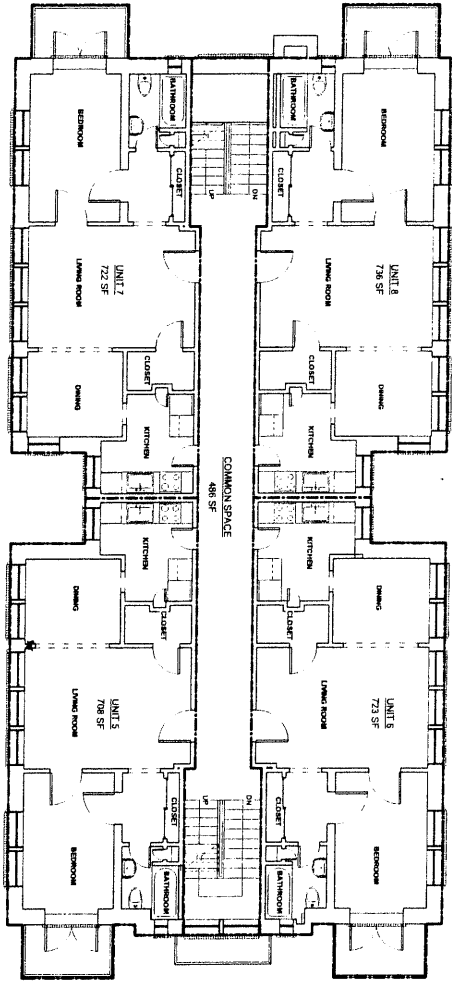 BEDROOM
BATHROOM
CLOSET
UP
DN
BATHROOM
CLOSET
BEDROOM
UNIT 7
722 SF
LIVING ROOM
UNIT 8
736 SF
LIVING ROOM
DINING
CLOSET
CLOSET
DINING
KITCHEN
COMMON SPACE
486 SF
KITCHEN
KITCHEN
KITCHEN
DINING
CLOSET
CLOSET
DINING
UNIT 5
708 SF
LIVING ROOM
UNIT 6
723 SF
LIVING ROOM
BEDROOM
CLOSET
BATHROOM
UP
DN
CLOSET
BATHROOM
BEDROOM